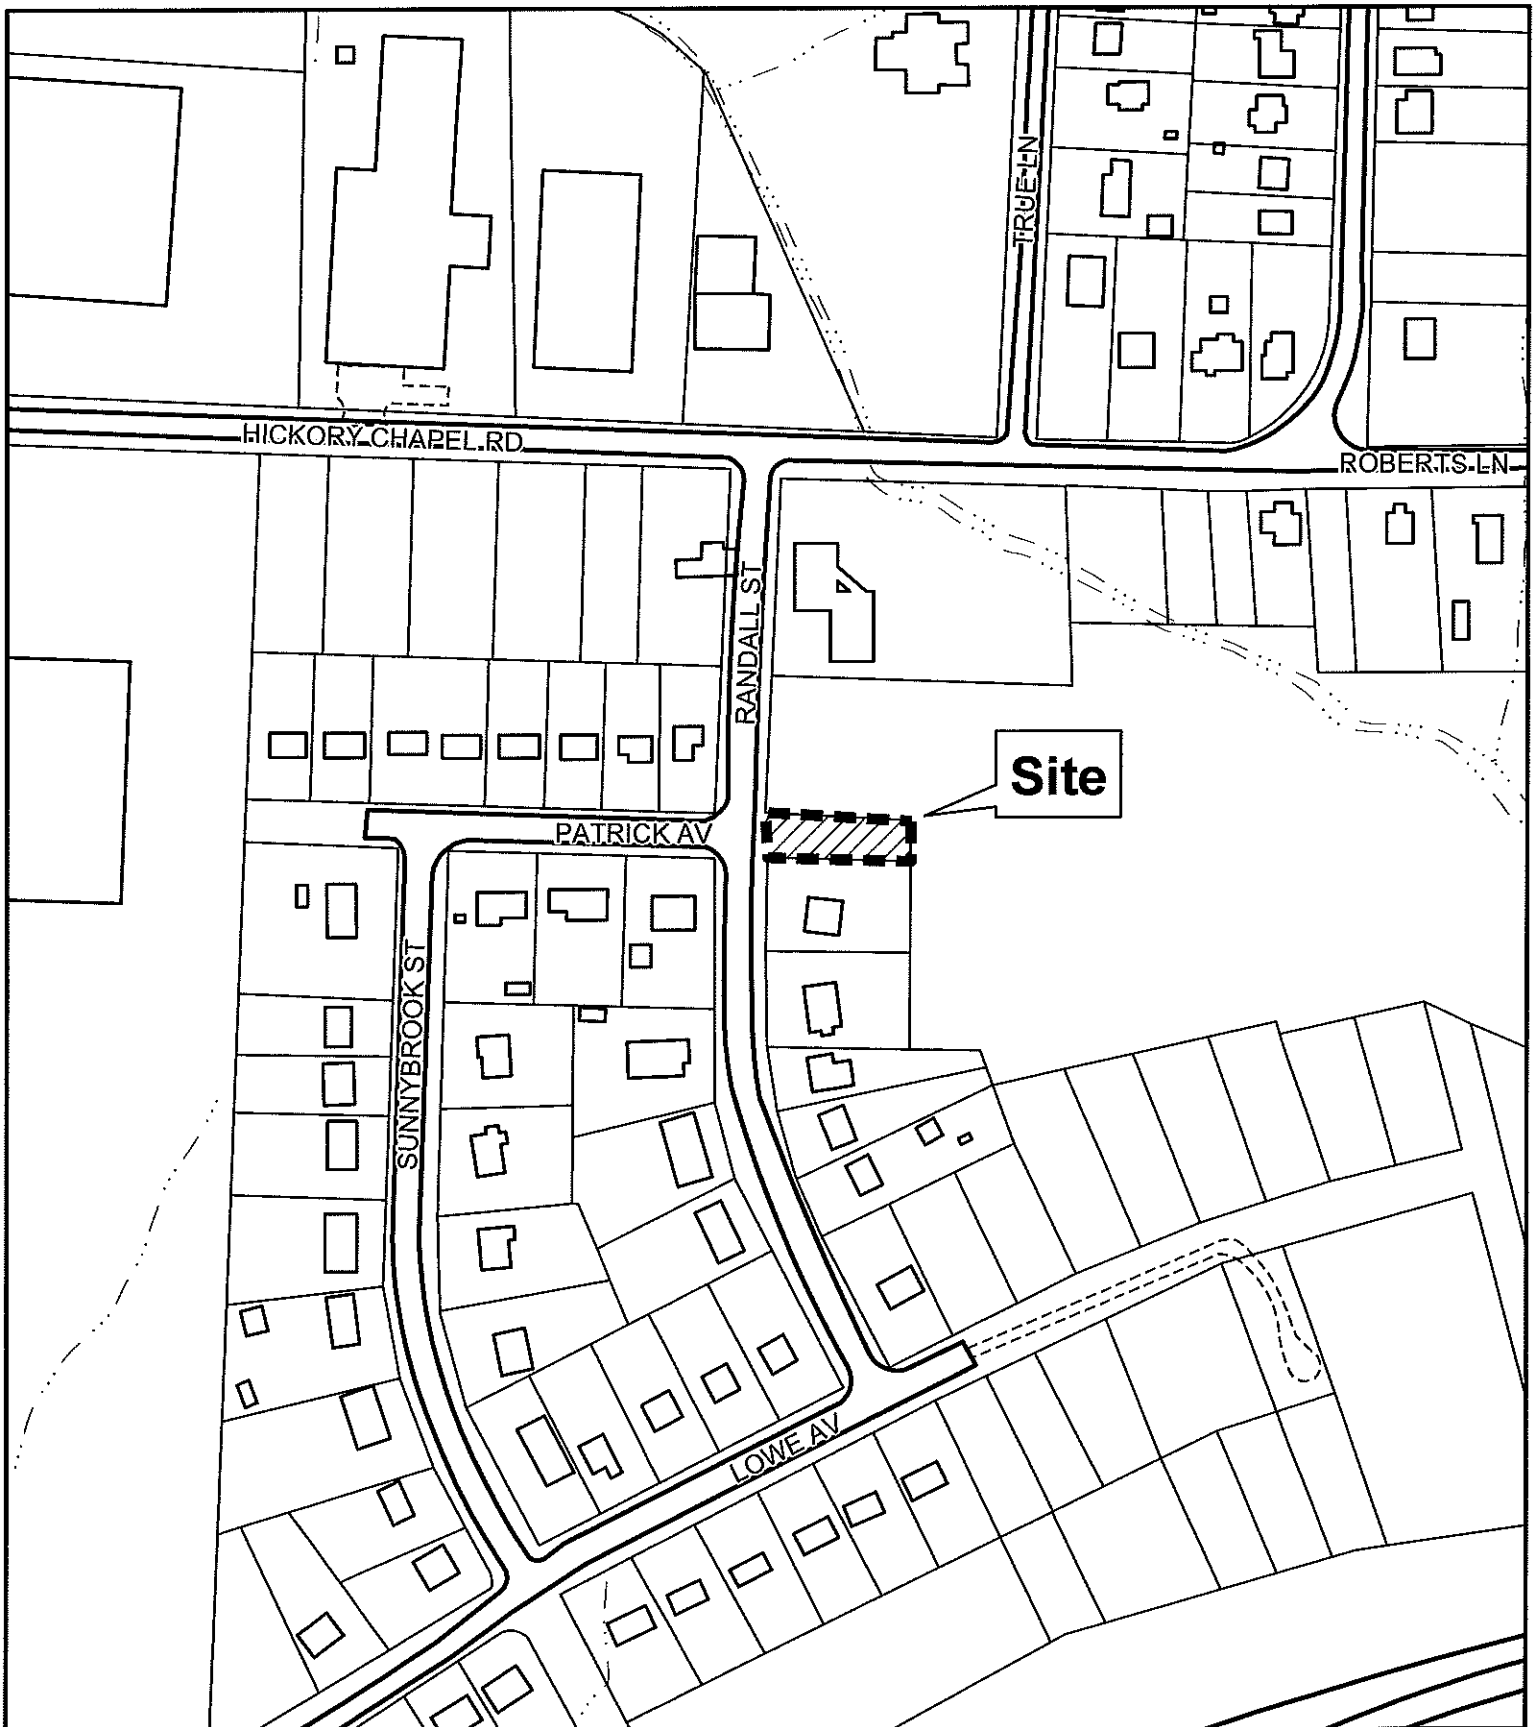 TRUE LN
HICKORY CHAPEL RD
ROBERTS LN
RANDALL ST
Site
PATRICK AV
SUNNYBROOK ST
LOWE AV